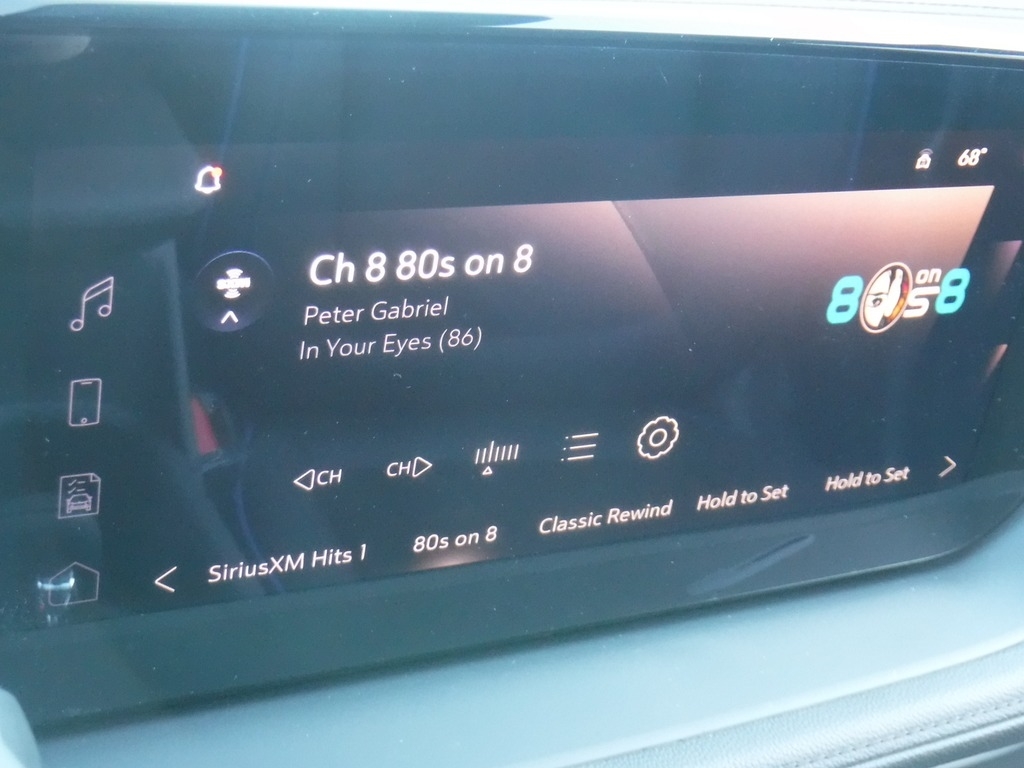 68°
Ch 8 80s on 8
Peter Gabriel
In Your Eyes (86)
80s on 8
CH
CH
SiriusXM Hits 1
80s on 8
Classic Rewind
Hold to Set
Hold to Set